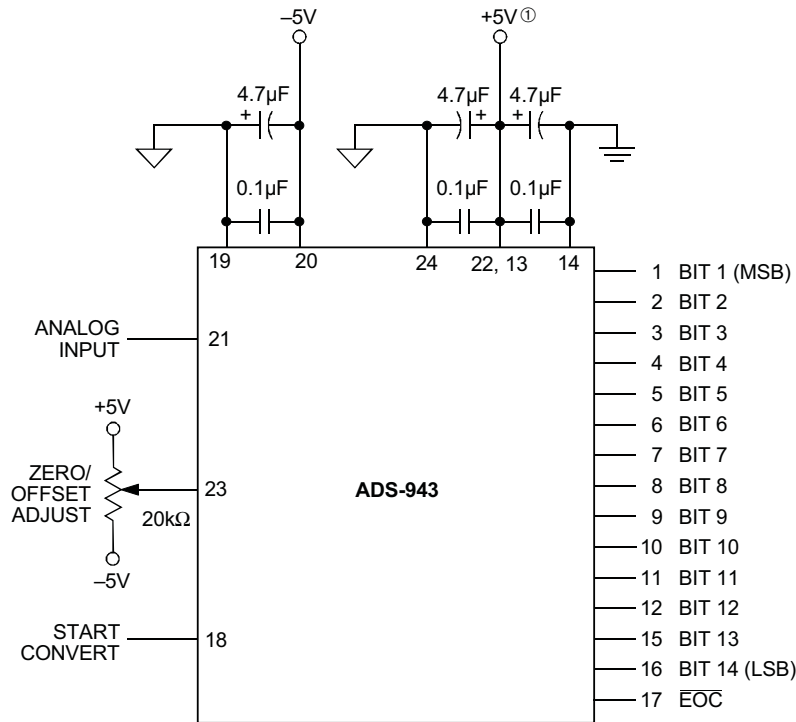 –5V
+5V ①
4.7µF
+
4.7µF
+
4.7µF
+
0.1µF
0.1µF
0.1µF
19
20
24
22, 13
14
ANALOG
INPUT
21
+5V
ZERO/
OFFSET
ADJUST
20kΩ
–5V
23
START
CONVERT
18
ADS-943
1 BIT 1 (MSB)
2 BIT 2
3 BIT 3
4 BIT 4
5 BIT 5
6 BIT 6
7 BIT 7
8 BIT 8
9 BIT 9
10 BIT 10
11 BIT 11
12 BIT 12
15 BIT 13
16 BIT 14 (LSB)
17 E̅O̅C̅